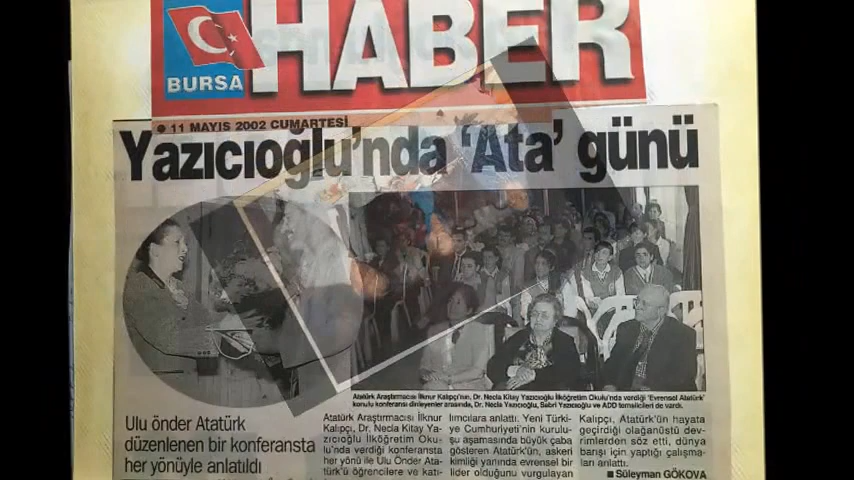 BURSA
HABER
11 MAYIS 2002 CUMARTESİ
Yazıcıoğlu'nda 'Ata' günü
Atatürk Araştırmacısı İlknur Kalıpçı'nın, Dr. Necla Kitay Yazıcıoğlu İlköğretim Okulu'nda verdiği 'Evrensel Atatürk'
konulu konferansı dinleyenler arasında, Dr. Necla Yazıcıoğlu, Sabri Yazıcıoğlu ve ADD temsilcileri de vardı.
Ulu önder Atatürk
düzenlenen bir konferansta
her yönüyle anlatıldı
Atatürk Araştırmacısı İlknur
Kalıpçı, Dr. Necla Kitay Ya-
zıcıoğlu İlköğretim Oku-
lu'nda verdiği konferansta
her yönü ile Ulu Önder Ata-
türk'ü öğrencilere ve katı-
lımcılara anlattı. Yeni Türki-
ye Cumhuriyeti'nin kurulu-
şu aşamasında büyük çaba
gösteren Atatürk'ün, askeri
kimliği yanında evrensel bir
lider olduğunu vurgulayan
Kalıpçı, Atatürk'ün hayata
geçirdiği olağanüstü dev-
rimlerden söz etti, dünya
barışı için yaptığı çalışma-
ları anlattı.
Süleyman GÖKOVA